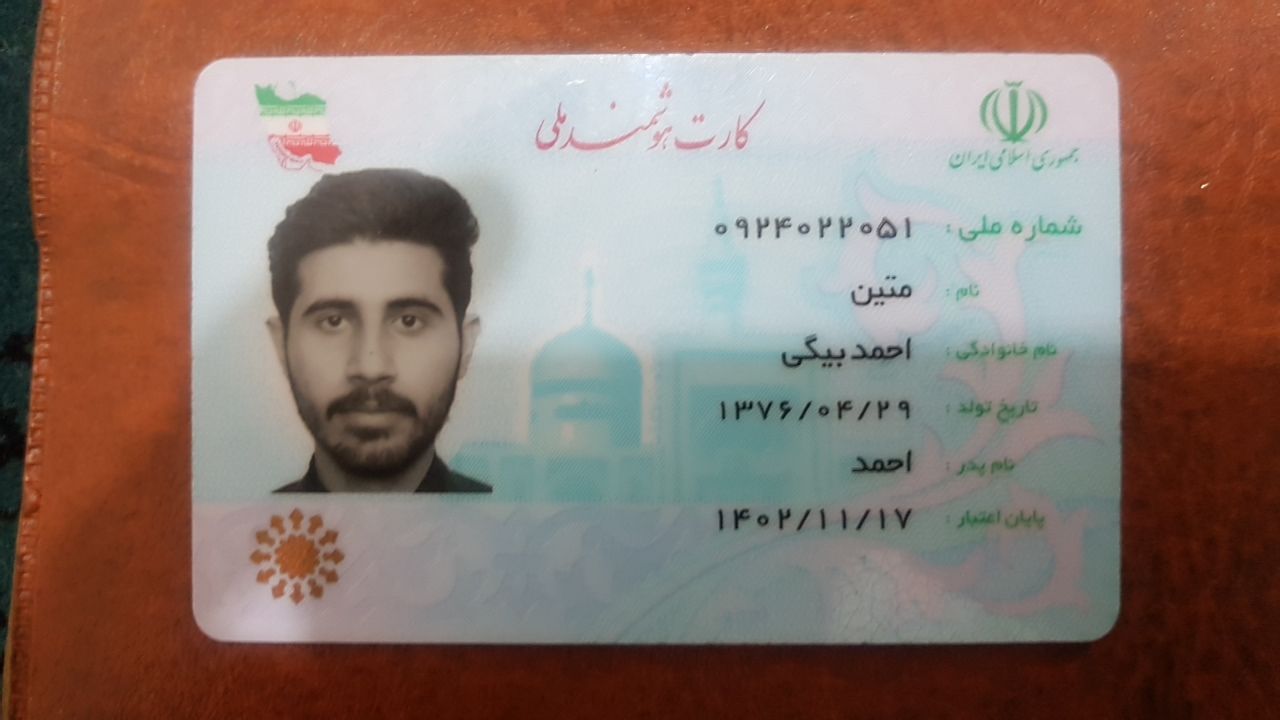 جمهوری اسلامی ایران
کارت هوشمند ملی
شماره ملی : ۰۹۲۴۰۲۲۰۵۱
نام : متین
نام خانوادگی : احمد بیگی
تاریخ تولد : ۱۳۷۶/۰۴/۲۹
نام پدر : احمد
پایان اعتبار : ۱۴۰۲/۱۱/۱۷